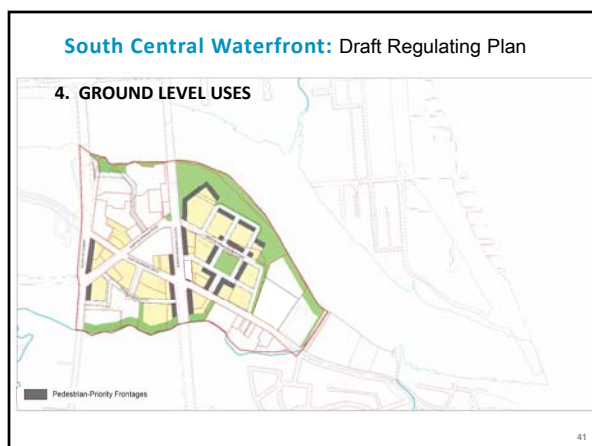 South Central Waterfront: Draft Regulating Plan
4. GROUND LEVEL USES
Pedestrian-Priority Frontages
41